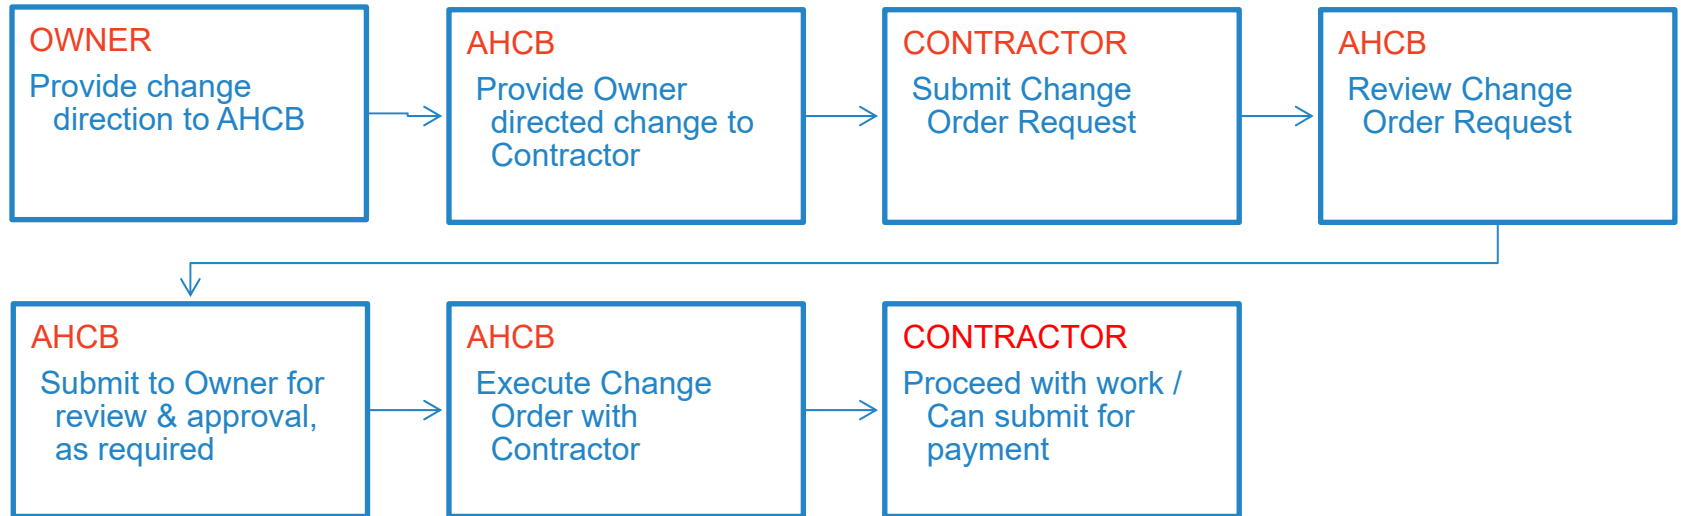 OWNER
Provide change
direction to AHCB
AHCB
Provide Owner
directed change to
Contractor
CONTRACTOR
Submit Change
Order Request
AHCB
Review Change
Order Request
AHCB
Submit to Owner for
review & approval,
as required
AHCB
Execute Change
Order with
Contractor
CONTRACTOR
Proceed with work /
Can submit for
payment